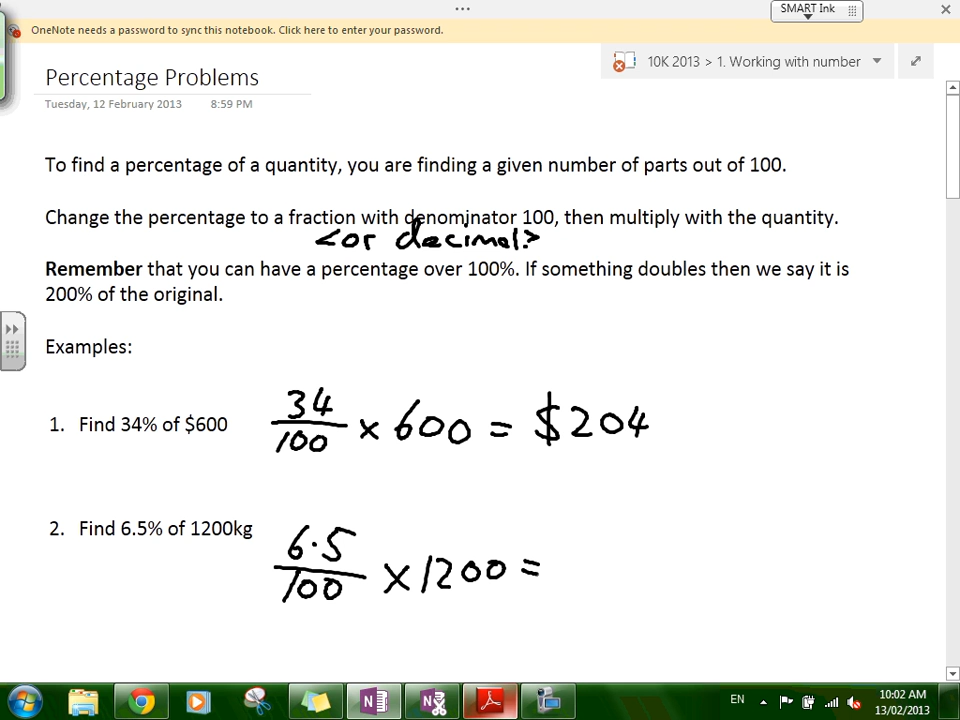 SMART Ink
OneNote needs a password to sync this notebook. Click here to enter your password.
10K 2013 > 1. Working with number
Percentage Problems
Tuesday, 12 February 2013 8:59 PM
To find a percentage of a quantity, you are finding a given number of parts out of 100.
Change the percentage to a fraction with denominator 100, then multiply with the quantity.
<or decimal>
Remember that you can have a percentage over 100%. If something doubles then we say it is
200% of the original.
Examples:
1. Find 34% of $600
34/100 × 600 = $204
2. Find 6.5% of 1200kg
6.5/100 × 1200 =
EN
10:02 AM
13/02/2013